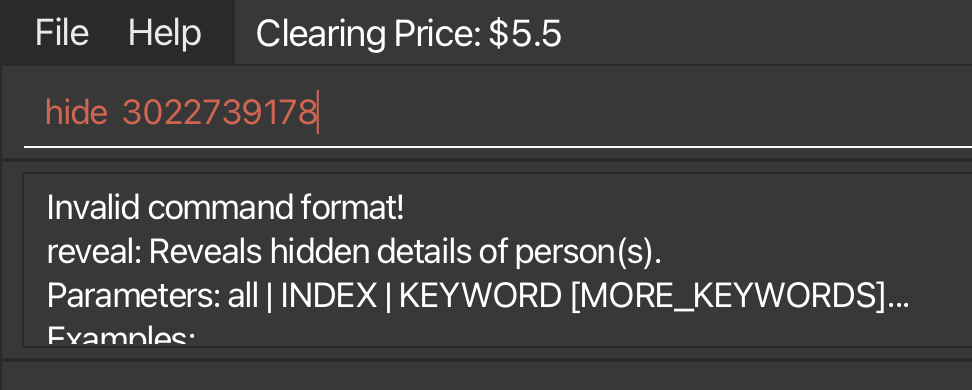 File Help Clearing Price: $5.5
hide 3022739178
Invalid command format!
reveal: Reveals hidden details of person(s).
Parameters: all | INDEX | KEYWORD [MORE_KEYWORDS]...
Examples: